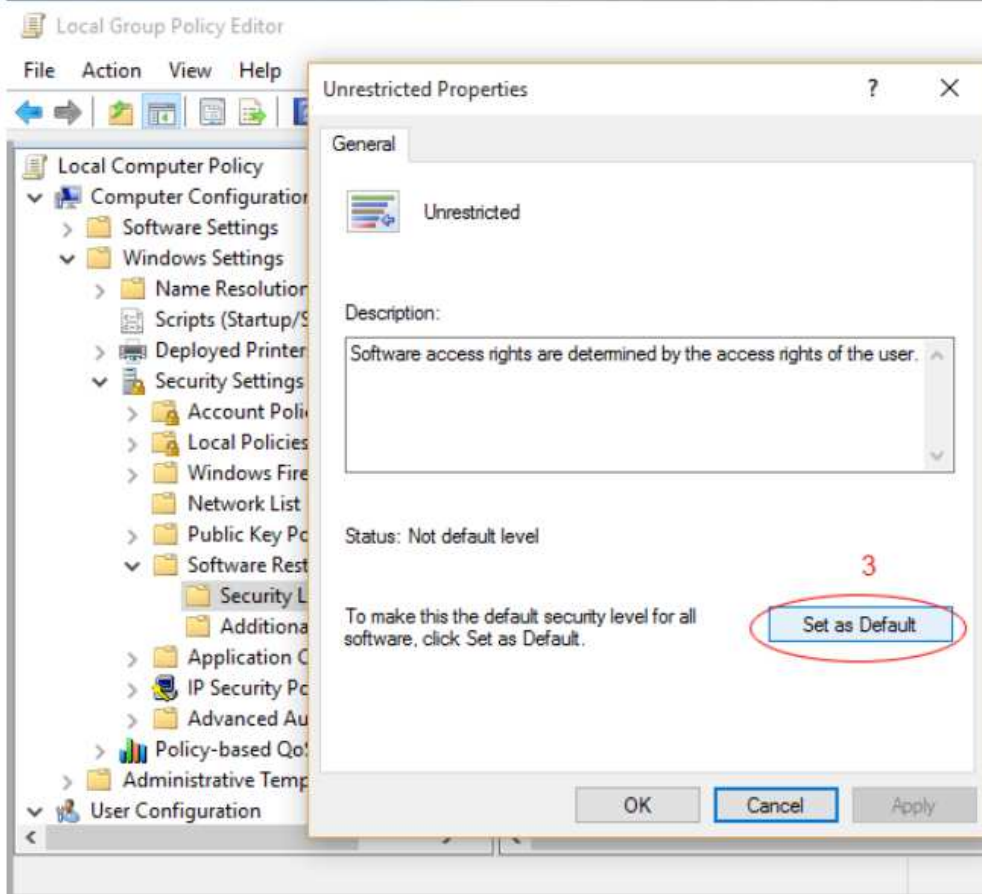 Local Group Policy Editor
File Action View Help
Unrestricted Properties
?
General
Unrestricted
Description:
Software access rights are determined by the access rights of the user.
Status: Not default level
3
To make this the default security level for all
software, click Set as Default.
Set as Default
OK Cancel Apply
Local Computer Policy
Computer Configuration
Software Settings
Windows Settings
Name Resolution
Scripts (Startup/S
Deployed Printer
Security Settings
Account Poli
Local Policies
Windows Fire
Network List
Public Key Po
Software Rest
Security L
Additiona
Application C
IP Security Po
Advanced Au
Policy-based QoS
Administrative Temp
User Configuration